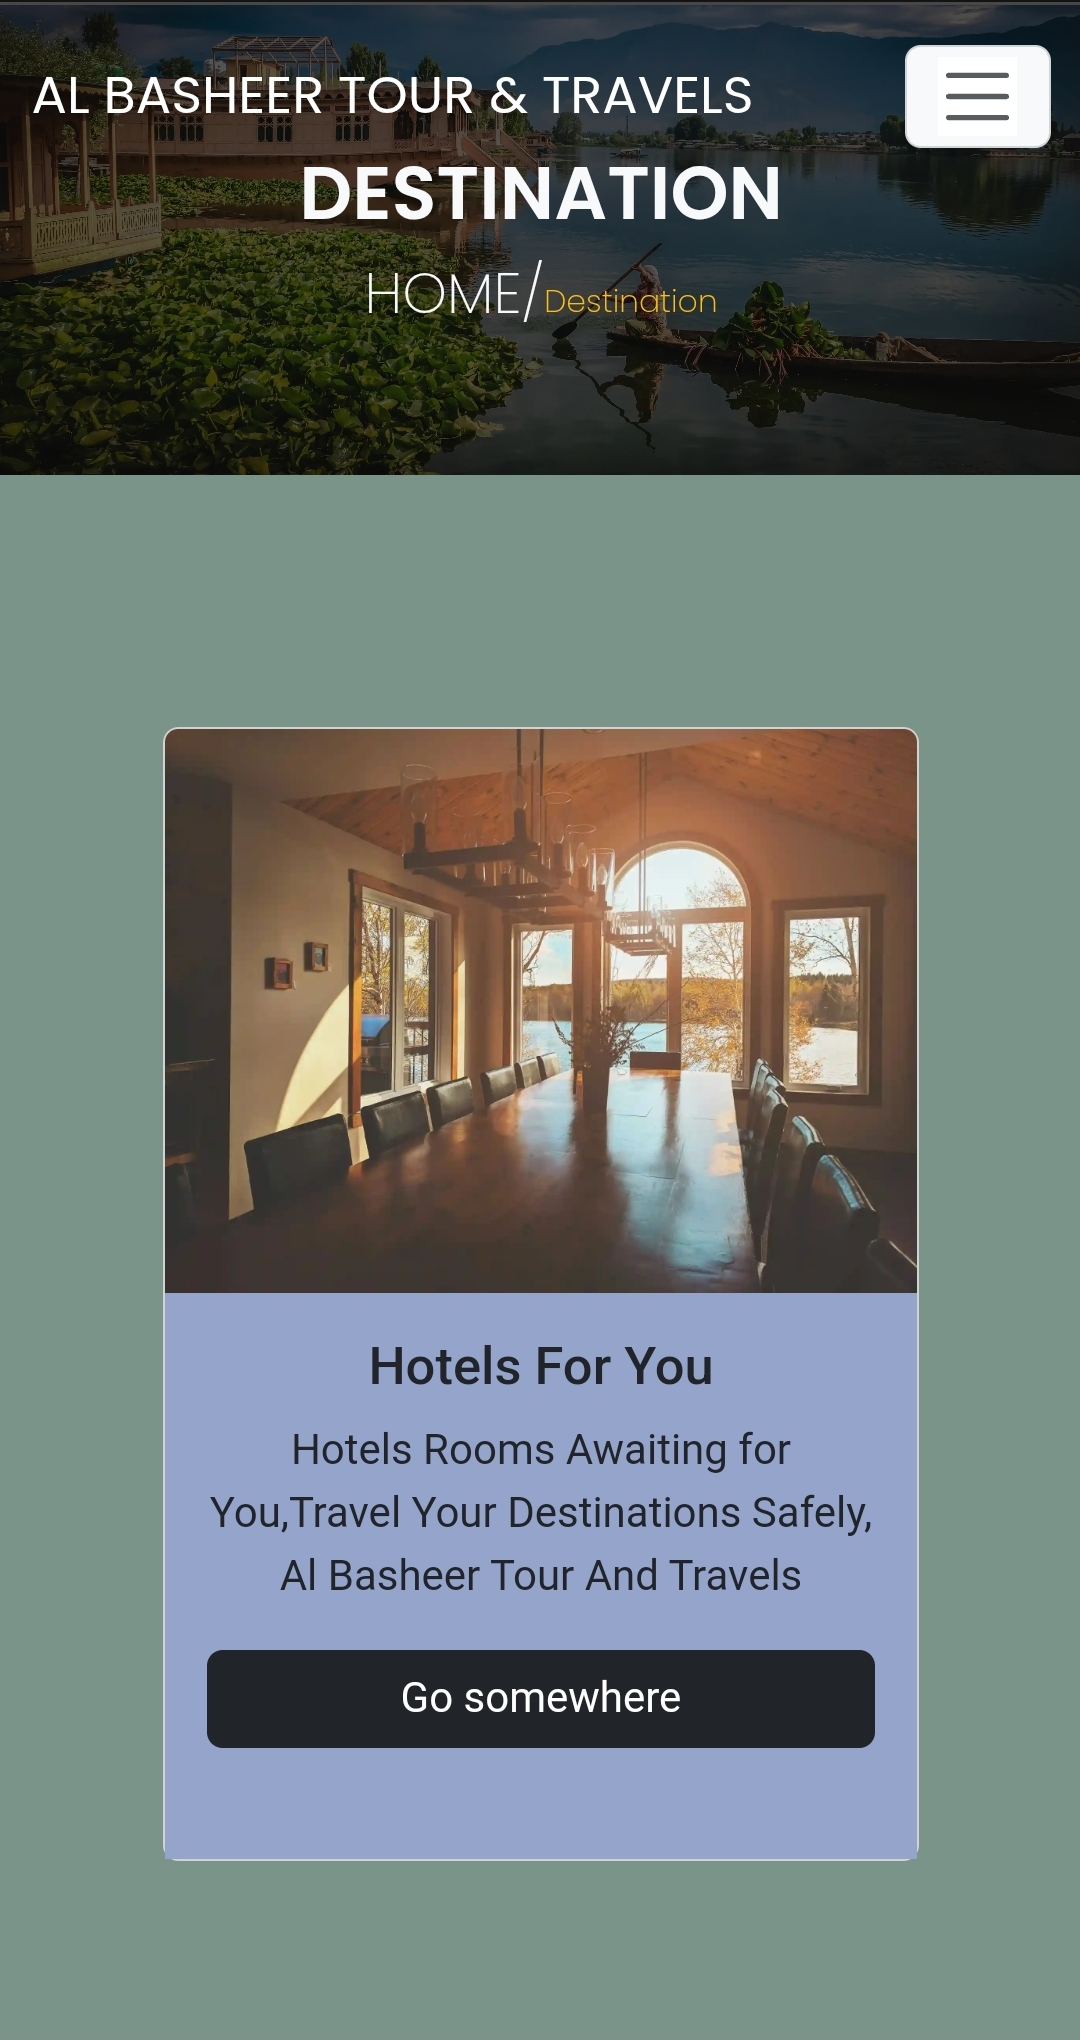 AL BASHEER TOUR & TRAVELS
DESTINATION
HOME/Destination
Hotels For You
Hotels Rooms Awaiting for
You,Travel Your Destinations Safely,
Al Basheer Tour And Travels
Go somewhere